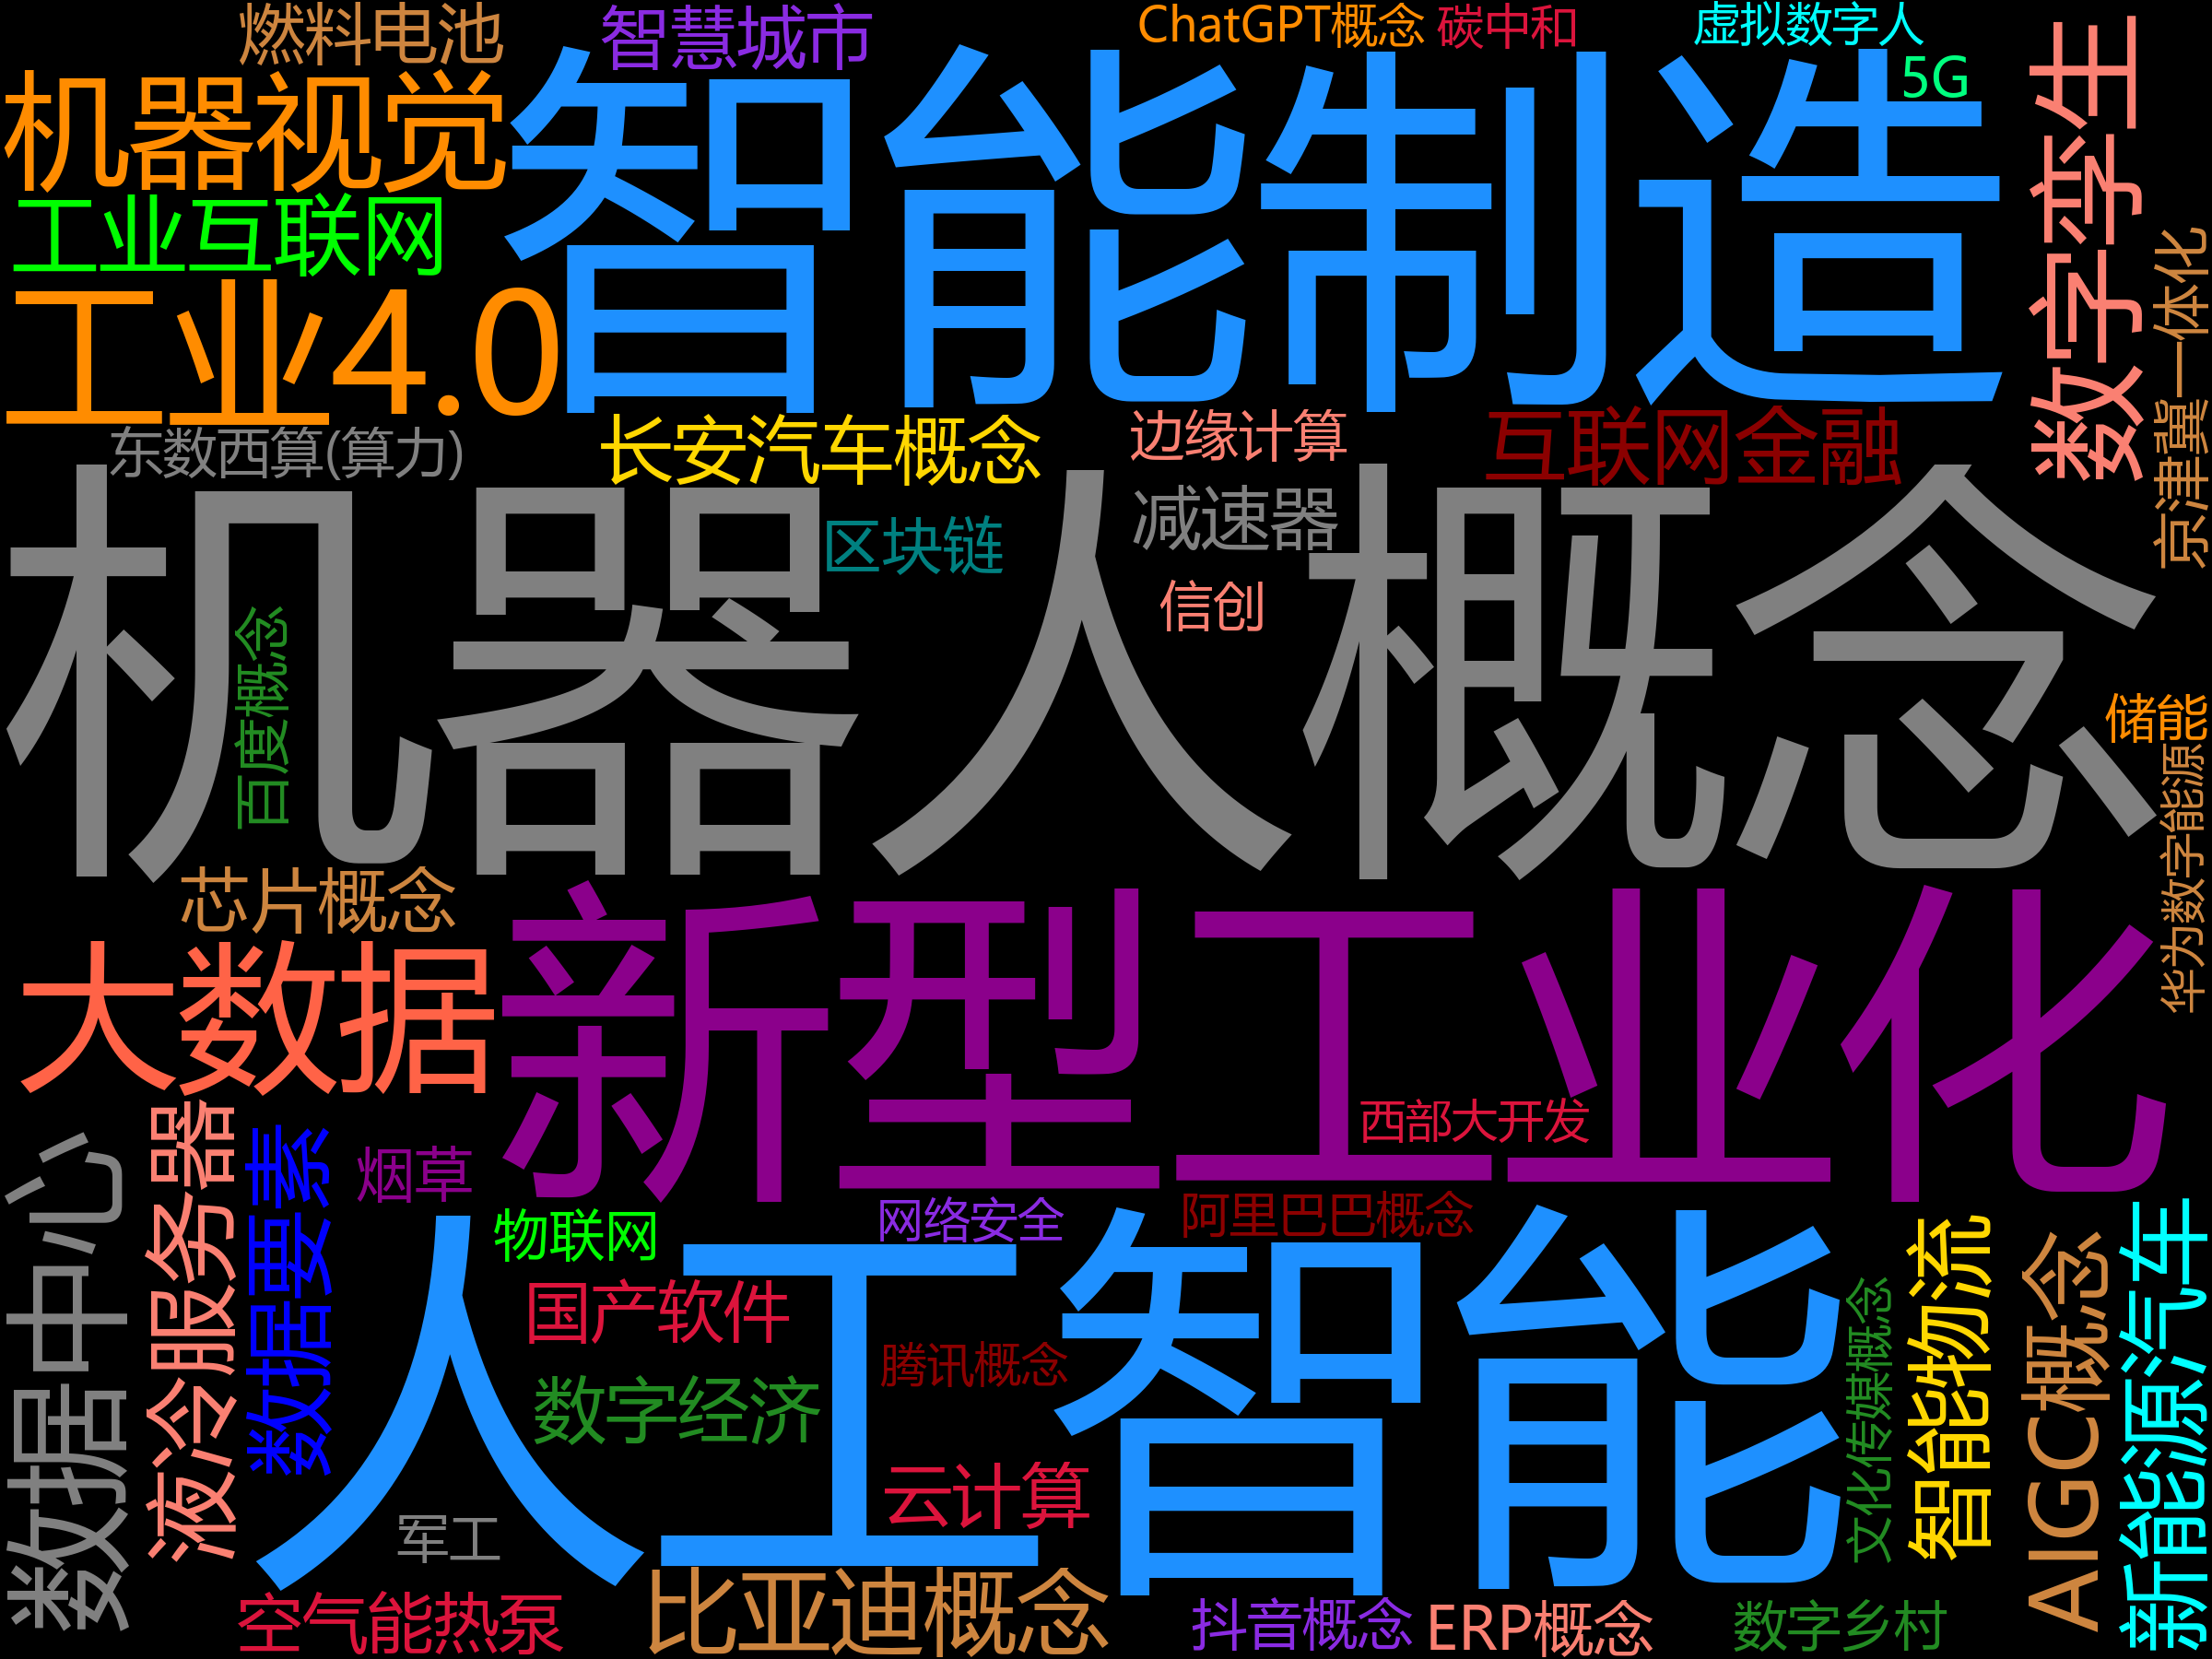 燃料电池
智慧城市
ChatGPT概念
碳中和
虚拟数字人
5G
机器视觉
智能制造
数字孪生
工业互联网
京津冀一体化
工业4.0
东数西算(算力)
长安汽车概念
边缘计算
互联网金融
机器人概念
区块链
减速器
信创
百度概念
储能
华为数字能源
芯片概念
新型工业化
大数据
西部大开发
数据中心
液冷服务器
数据要素
烟草
物联网
网络安全
阿里巴巴概念
人工智能
国产软件
腾讯概念
数字经济
云计算
文化传媒概念
智能物流
AIGC概念
新能源汽车
军工
空气能热泵
比亚迪概念
抖音概念
ERP概念
数字乡村